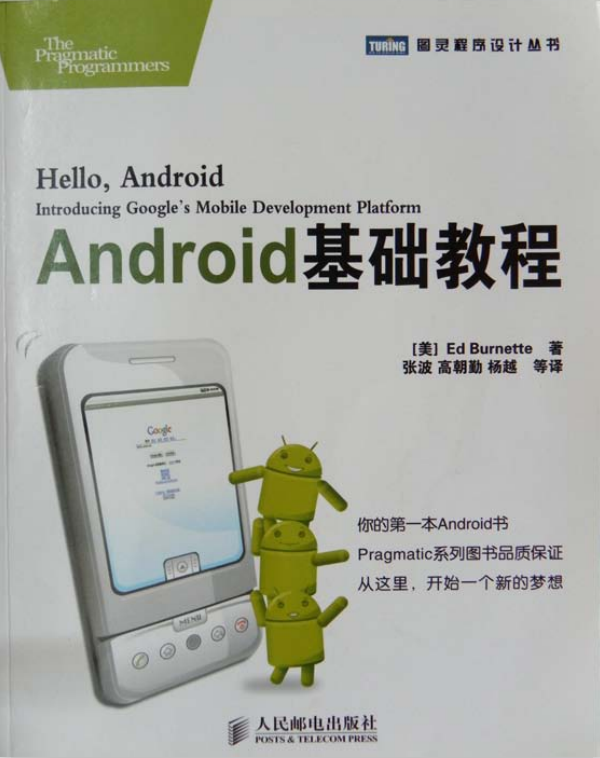 The
Pragmatic
Programmers
TURING 图灵程序设计丛书
Hello, Android
Introducing Google's Mobile Development Platform
Android基础教程
[美] Ed Burnette 著
张波 高朝勤 杨越 等译
Google
MENU
你的第一本Android书
Pragmatic系列图书品质保证
从这里，开始一个新的梦想
人民邮电出版社
POSTS & TELECOM PRESS